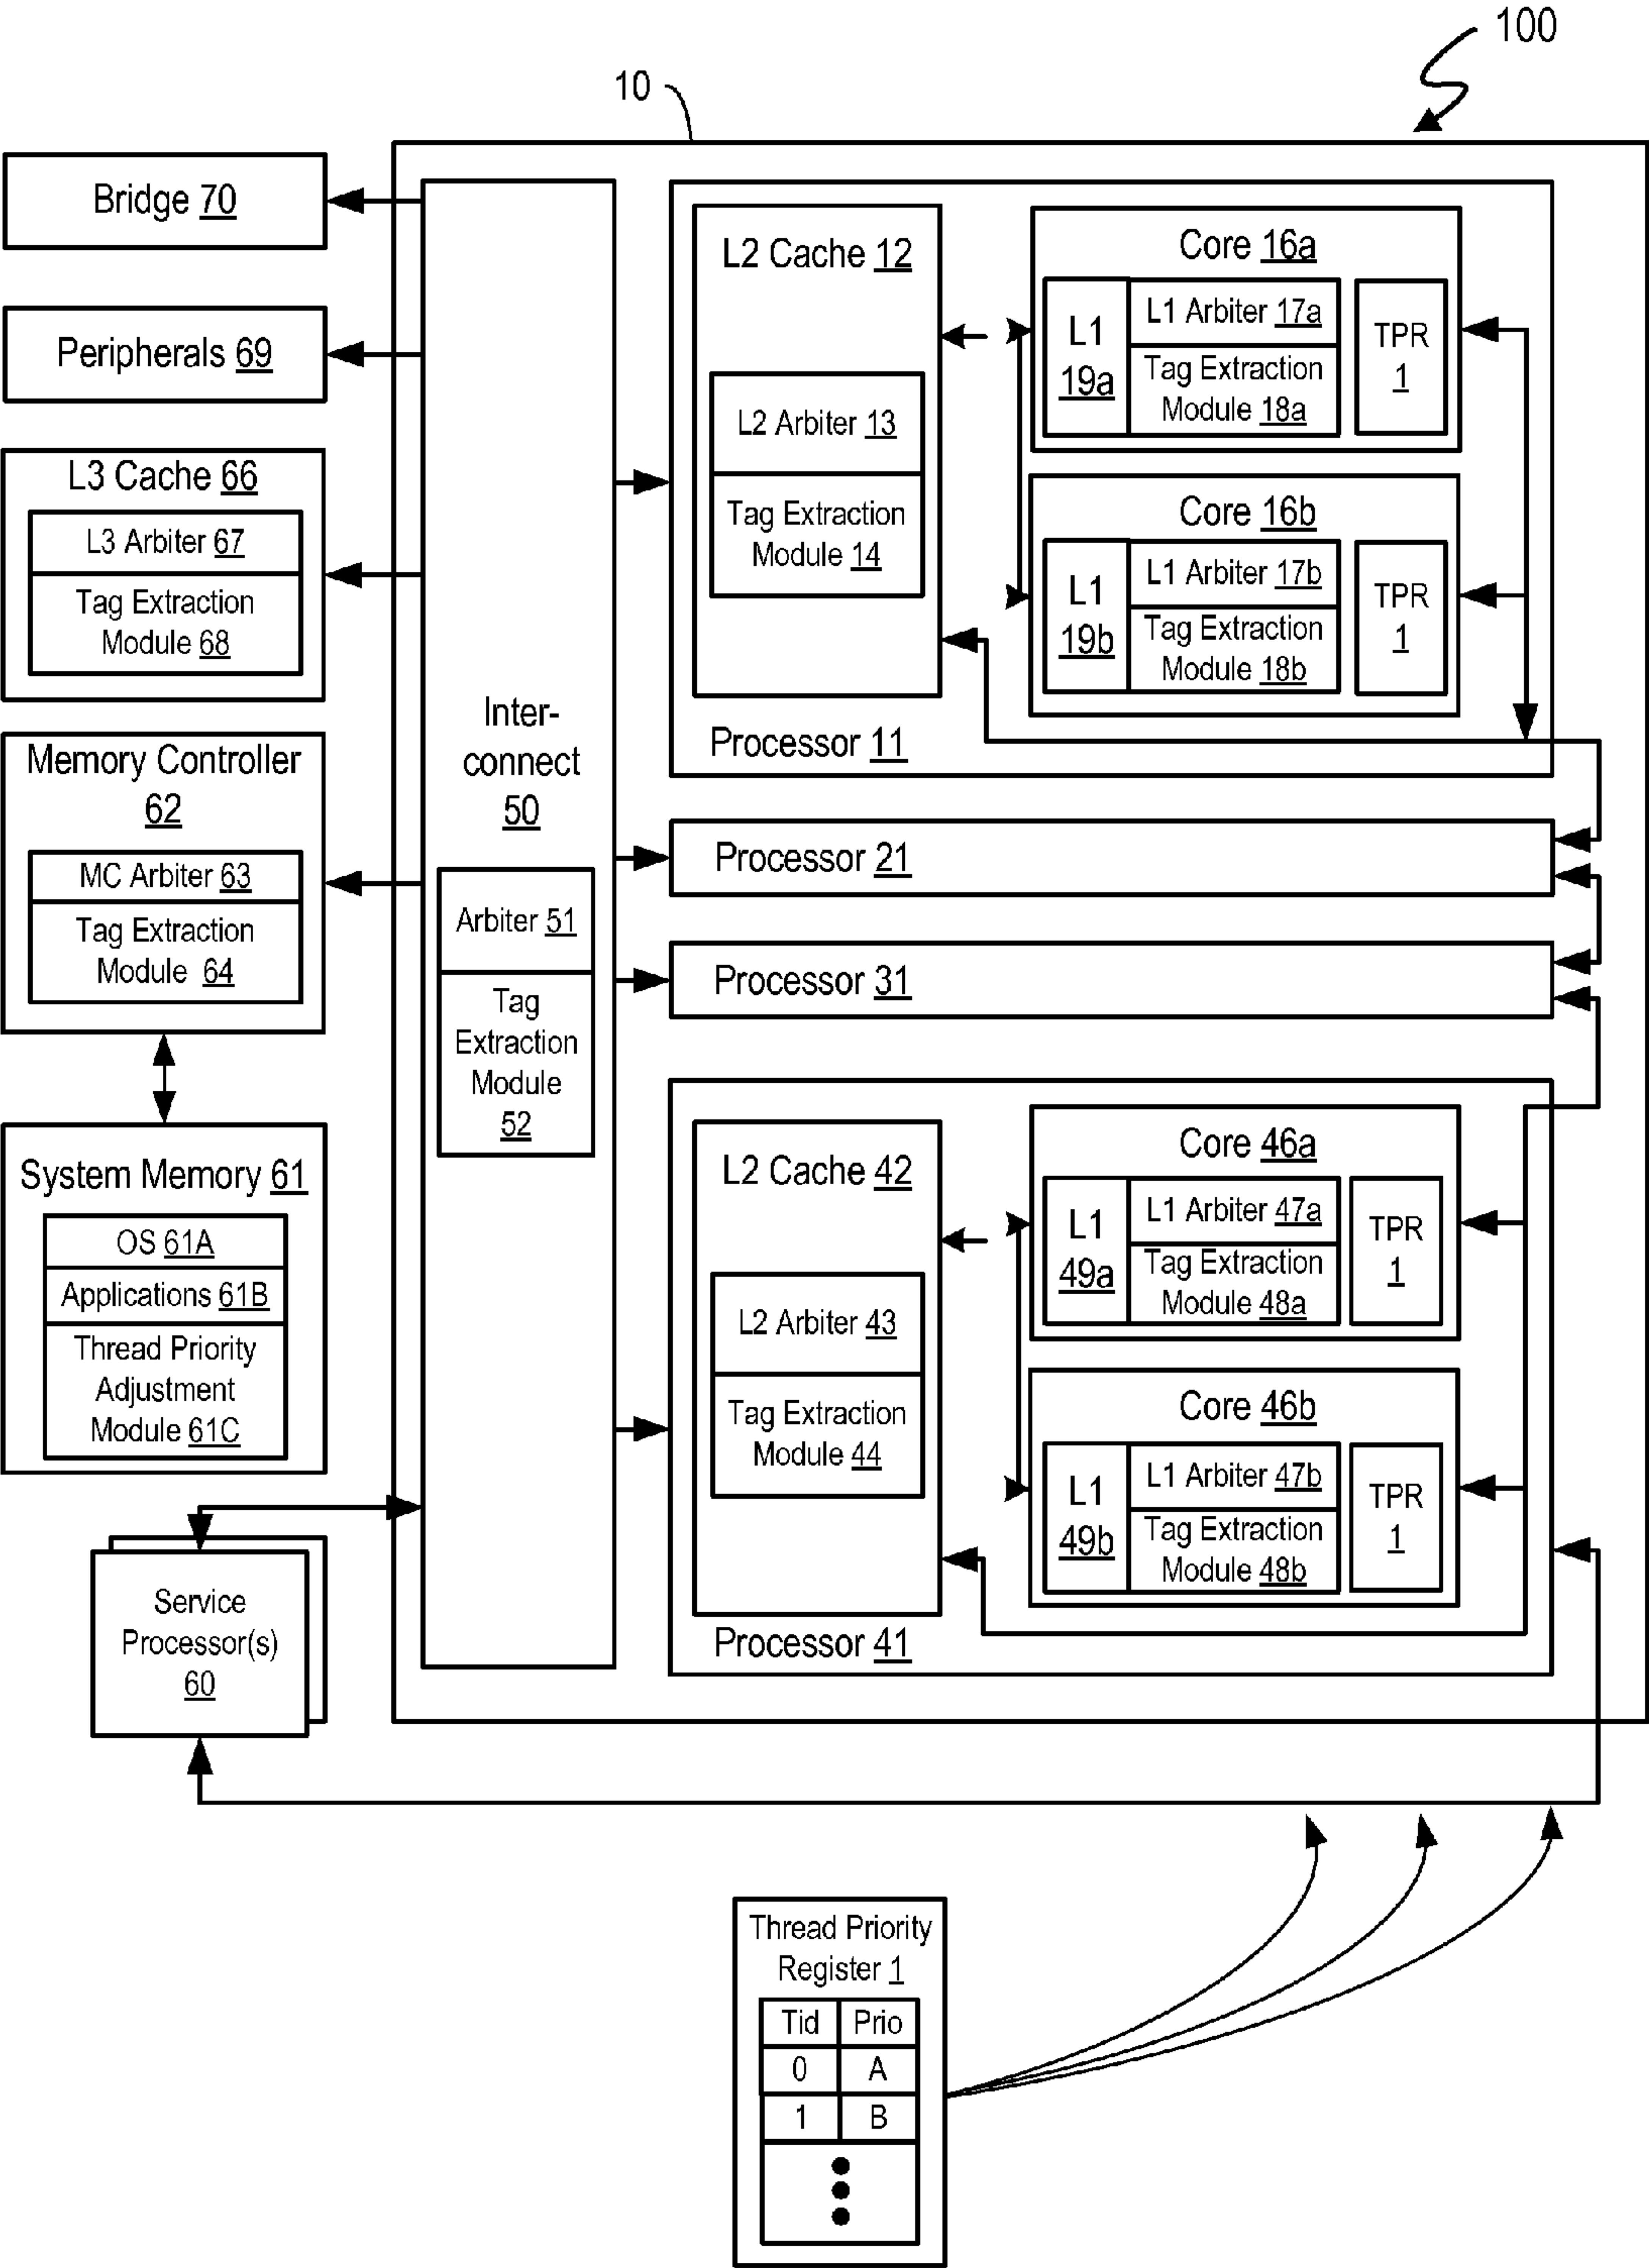 100
10
Bridge 70
Peripherals 69
L3 Cache 66
L3 Arbiter 67
Tag Extraction
Module 68
Memory Controller
62
MC Arbiter 63
Tag Extraction
Module 64
System Memory 61
OS 61A
Applications 61B
Thread Priority
Adjustment
Module 61C
Service
Processor(s)
60
Inter-
connect
50
Arbiter 51
Tag
Extraction
Module
52
L2 Cache 12
L2 Arbiter 13
Tag Extraction
Module 14
Core 16a
L1
19a
L1 Arbiter 17a
Tag Extraction
Module 18a
TPR
1
Core 16b
L1
19b
L1 Arbiter 17b
Tag Extraction
Module 18b
TPR
1
Processor 11
Processor 21
Processor 31
L2 Cache 42
L2 Arbiter 43
Tag Extraction
Module 44
Core 46a
L1
49a
L1 Arbiter 47a
Tag Extraction
Module 48a
TPR
1
Core 46b
L1
49b
L1 Arbiter 47b
Tag Extraction
Module 48b
TPR
1
Processor 41
Thread Priority
Register 1
Tid Prio
0 A
1 B